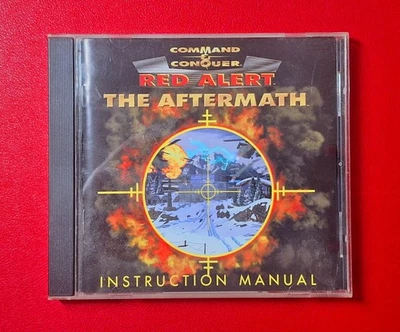 COMMAND
&
CONQUER
RED ALERT
THE AFTERMATH
INSTRUCTION MANUAL